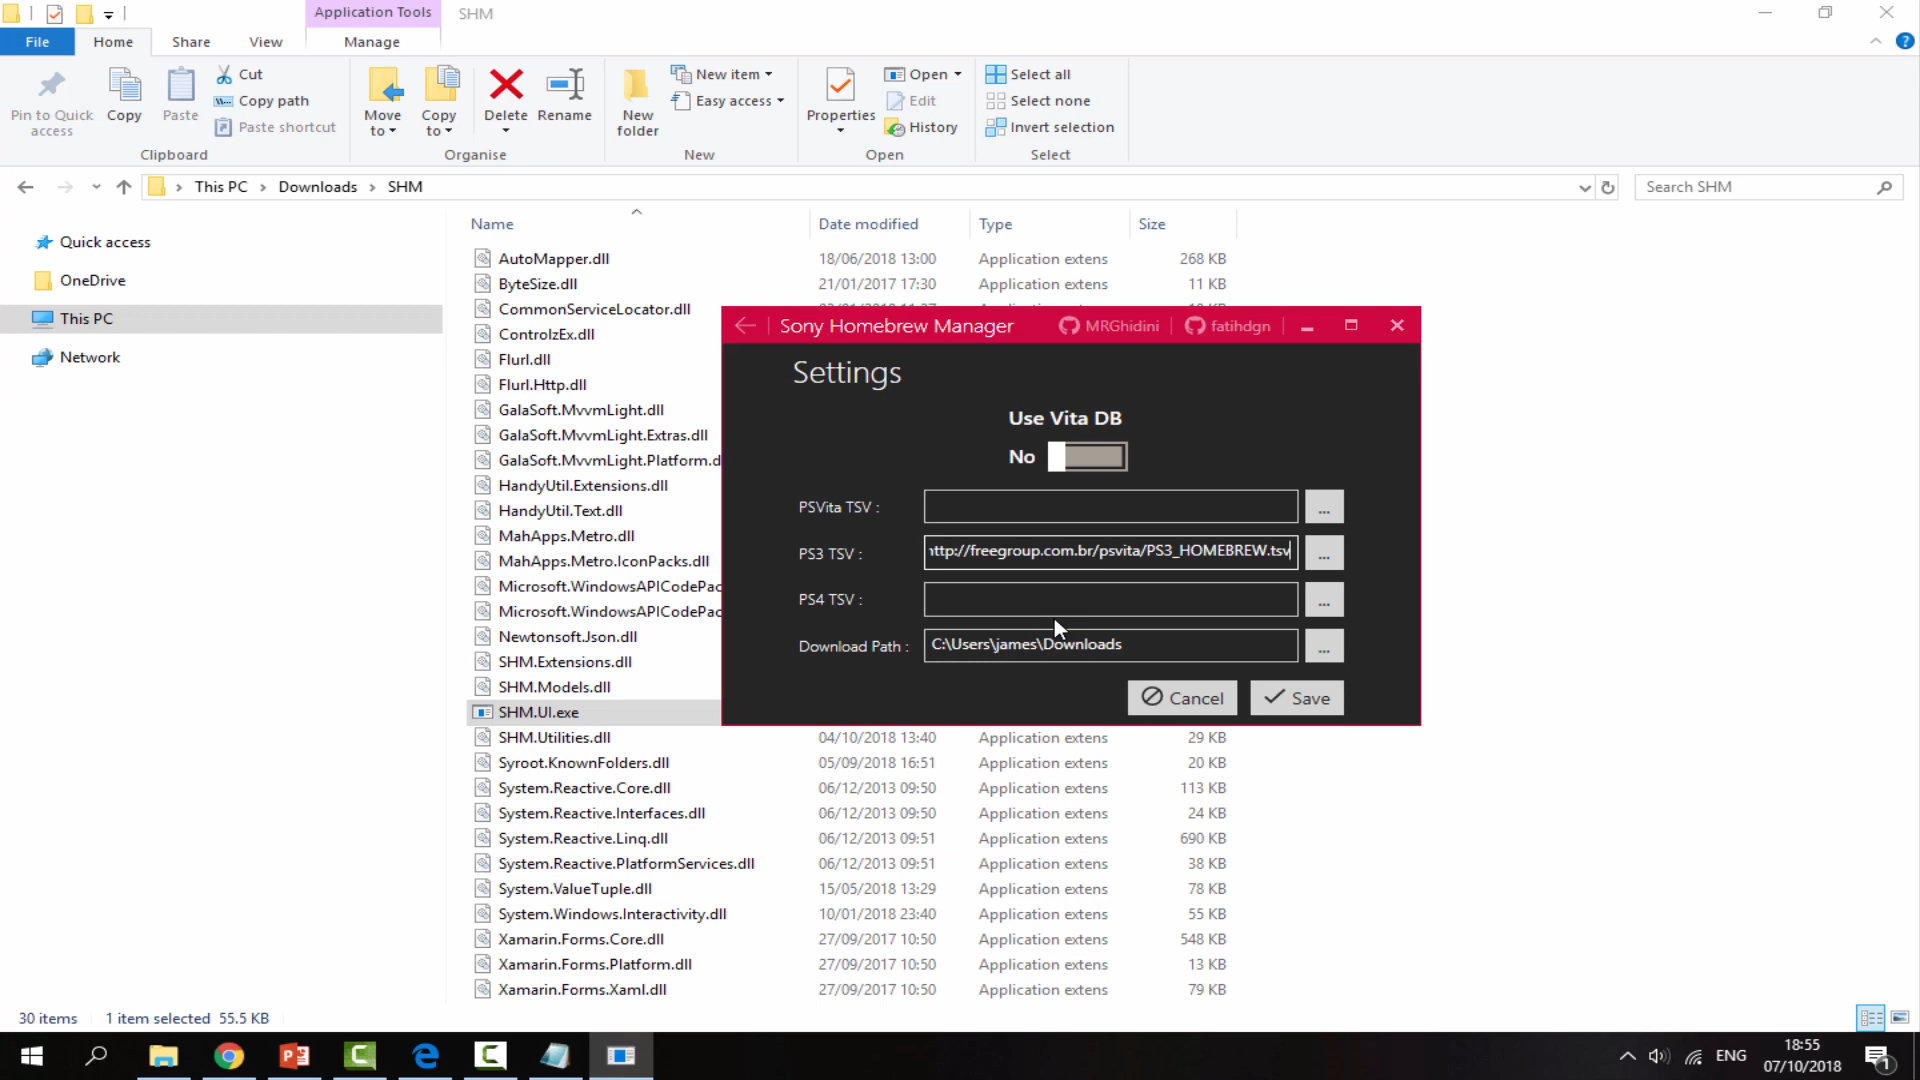 Application Tools
SHM
File
Home
Share
View
Manage
Pin to Quick access
Copy
Paste
Cut
Copy path
Paste shortcut
Clipboard
Move to
Copy to
Delete
Rename
Organise
New folder
New item
Easy access
New
Properties
Open
Edit
History
Open
Select all
Select none
Invert selection
Select
This PC > Downloads > SHM
Search SHM
Quick access
OneDrive
This PC
Network
Name Date modified Type Size
AutoMapper.dll 18/06/2018 13:00 Application extens 268 KB
ByteSize.dll 21/01/2017 17:30 Application extens 11 KB
CommonServiceLocator.dll
ControlzEx.dll
Flurl.dll
Flurl.Http.dll
GalaSoft.MvvmLight.dll
GalaSoft.MvvmLight.Extras.dll
GalaSoft.MvvmLight.Platform.d
HandyUtil.Extensions.dll
HandyUtil.Text.dll
MahApps.Metro.dll
MahApps.Metro.IconPacks.dll
Microsoft.WindowsAPICodePac
Microsoft.WindowsAPICodePac
Newtonsoft.Json.dll
SHM.Extensions.dll
SHM.Models.dll
SHM.UI.exe
SHM.Utilities.dll 04/10/2018 13:40 Application extens 29 KB
Syroot.KnownFolders.dll 05/09/2018 16:51 Application extens 20 KB
System.Reactive.Core.dll 06/12/2013 09:50 Application extens 113 KB
System.Reactive.Interfaces.dll 06/12/2013 09:50 Application extens 24 KB
System.Reactive.Linq.dll 06/12/2013 09:51 Application extens 690 KB
System.Reactive.PlatformServices.dll 06/12/2013 09:51 Application extens 38 KB
System.ValueTuple.dll 15/05/2018 13:29 Application extens 78 KB
System.Windows.Interactivity.dll 10/01/2018 23:40 Application extens 55 KB
Xamarin.Forms.Core.dll 27/09/2017 10:50 Application extens 548 KB
Xamarin.Forms.Platform.dll 27/09/2017 10:50 Application extens 13 KB
Xamarin.Forms.Xaml.dll 27/09/2017 10:50 Application extens 79 KB
Sony Homebrew Manager MRGhidini fatihdgn
Settings
Use Vita DB
No
PSVita TSV : ...
PS3 TSV : ttp://freegroup.com.br/psvita/PS3_HOMEBREW.tsv ...
PS4 TSV : ...
Download Path : C:\Users\james\Downloads ...
Cancel Save
30 items 1 item selected 55.5 KB
ENG
18:55
07/10/2018
1